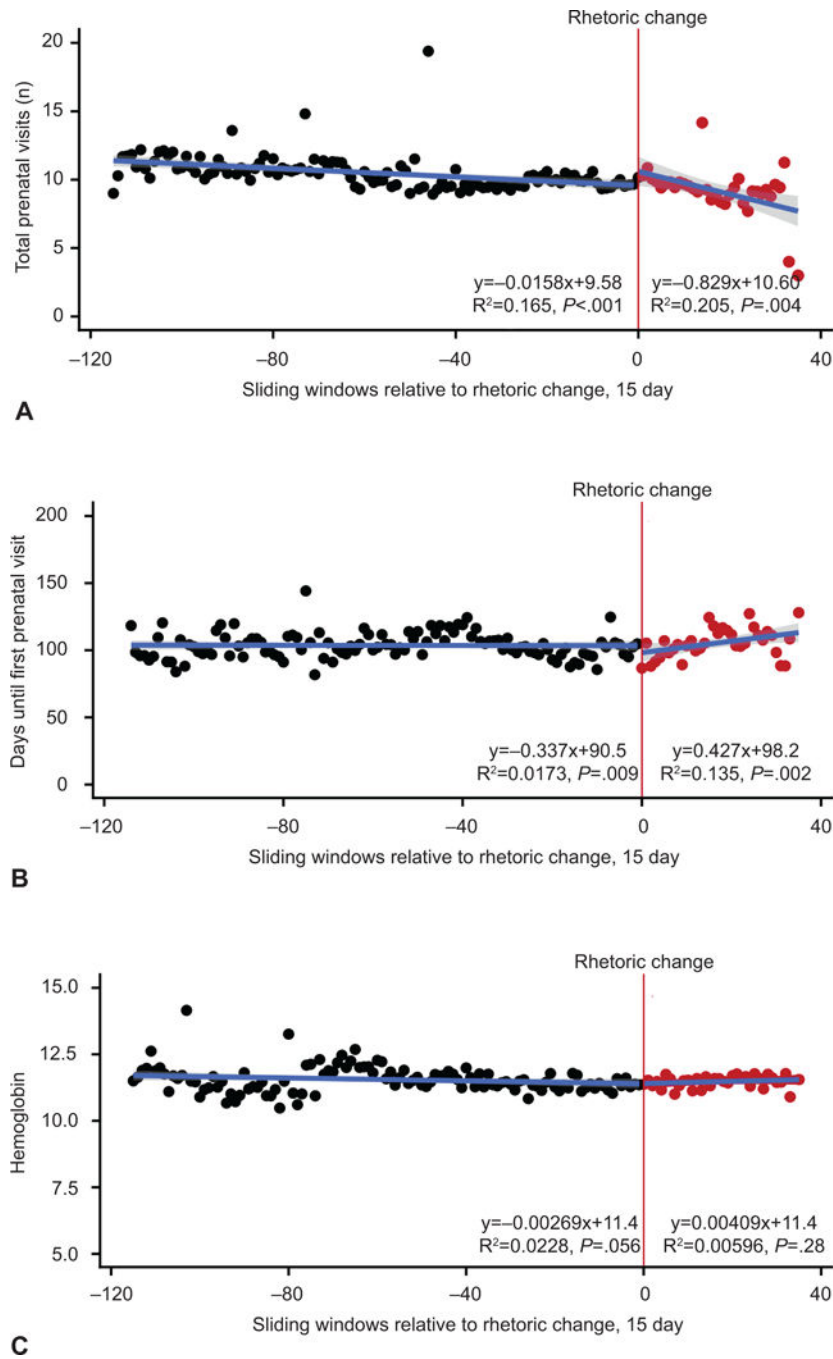 Rhetoric change
20
15
10
5
0
Total prenatal visits (n)
y=–0.0158x+9.58
R²=0.165, P<.001
y=–0.829x+10.60
R²=0.205, P=.004
–120
–80
–40
0
40
Sliding windows relative to rhetoric change, 15 day
A
Rhetoric change
200
150
100
50
0
Days until first prenatal visit
y=–0.337x+90.5
R²=0.0173, P=.009
y=0.427x+98.2
R²=0.135, P=.002
–120
–80
–40
0
40
Sliding windows relative to rhetoric change, 15 day
B
Rhetoric change
15.0
12.5
10.0
7.5
5.0
Hemoglobin
y=–0.00269x+11.4
R²=0.0228, P=.056
y=0.00409x+11.4
R²=0.00596, P=.28
–120
–80
–40
0
40
Sliding windows relative to rhetoric change, 15 day
C